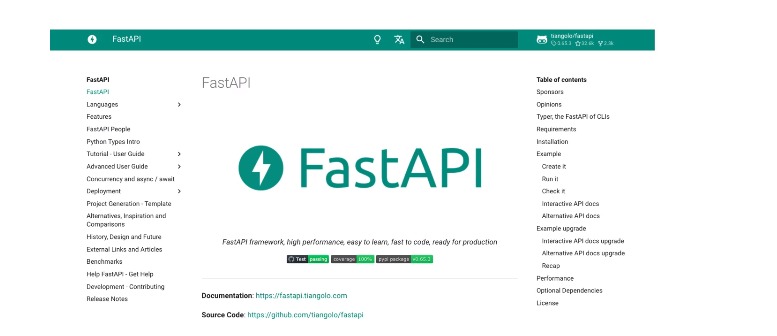 FastAPI
Search
tiangolo/fastapi
0.65.3 32.8k 2.3k
FastAPI
FastAPI
Languages
Features
FastAPI People
Python Types Intro
Tutorial - User Guide
Advanced User Guide
Concurrency and async / await
Deployment
Project Generation - Template
Alternatives, Inspiration and
Comparisons
History, Design and Future
External Links and Articles
Benchmarks
Help FastAPI - Get Help
Development - Contributing
Release Notes
FastAPI
FastAPI
FastAPI framework, high performance, easy to learn, fast to code, ready for production
Test passing coverage 100% pypi package v0.65.3
Documentation: https://fastapi.tiangolo.com
Source Code: https://github.com/tiangolo/fastapi
Table of contents
Sponsors
Opinions
Typer, the FastAPI of CLIs
Requirements
Installation
Example
Create it
Run it
Check it
Interactive API docs
Alternative API docs
Example upgrade
Interactive API docs upgrade
Alternative API docs upgrade
Recap
Performance
Optional Dependencies
License